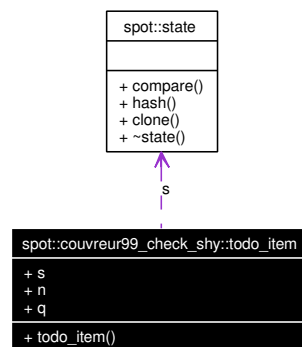 spot::state
+ compare()
+ hash()
+ clone()
+ ~state()
s
spot::couvreur99_check_shy::todo_item
+ s
+ n
+ q
+ todo_item()